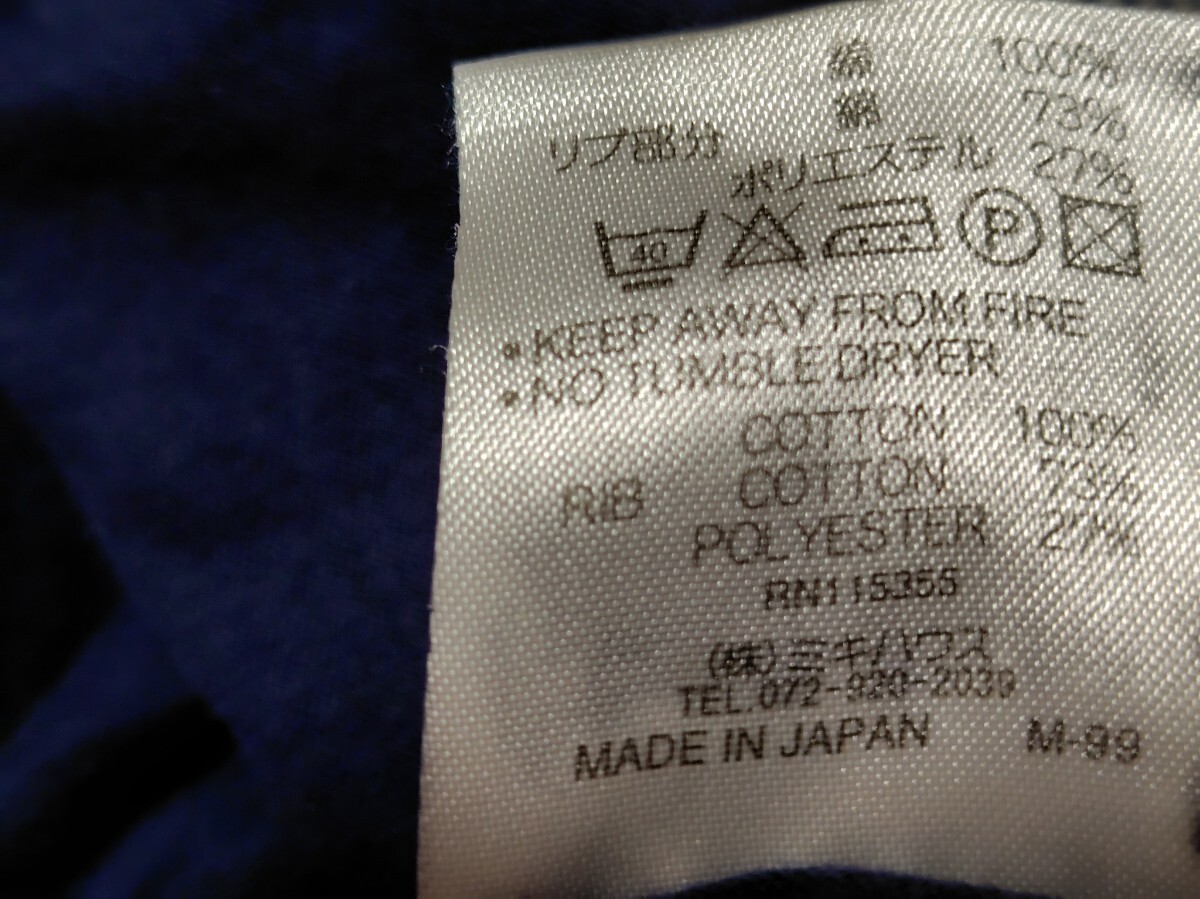 綿 100%
リブ部分 綿 73%
ポリエステル 27%
40 P
・KEEP AWAY FROM FIRE
・NO TUMBLE DRYER
COTTON 100%
RIB COTTON 73%
POLYESTER 27%
RN115355
(株)ミキハウス
TEL.072-920-2039
MADE IN JAPAN M-99